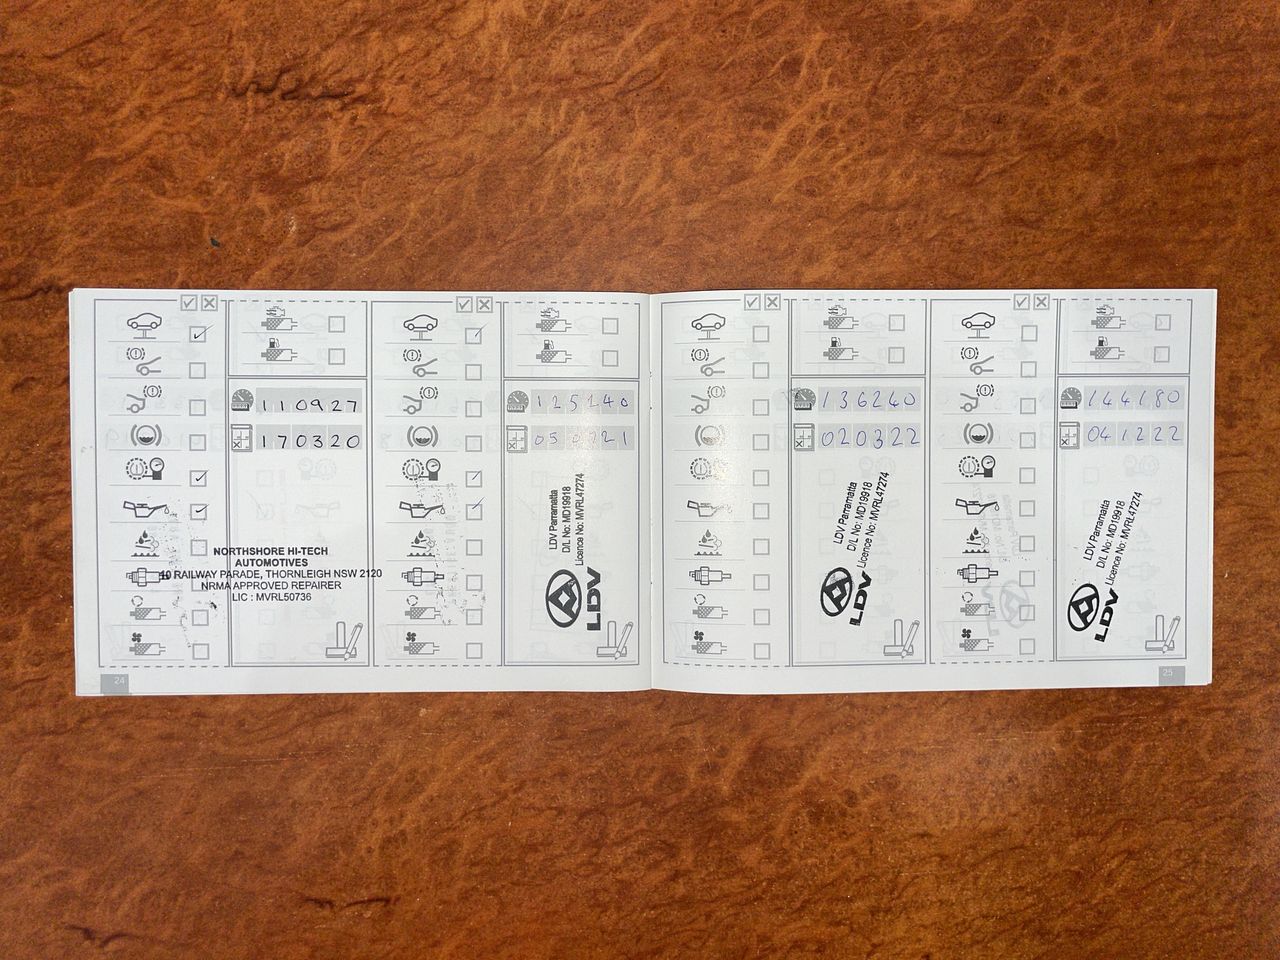 110927
170320
NORTHSHORE HI-TECH
AUTOMOTIVES
10 RAILWAY PARADE, THORNLEIGH NSW 2120
NRMA APPROVED REPAIRER
LIC : MVRL50736
24
125140
LDV Parramatta
D/L No: MD19918
Licence No: MVRL47274
LDV
136240
020322
LDV Parramatta
D/L No: MD19918
Licence No: MVRL47274
LDV
144180
041222
LDV Parramatta
D/L No: MD19918
Licence No: MVRL47274
LDV
25